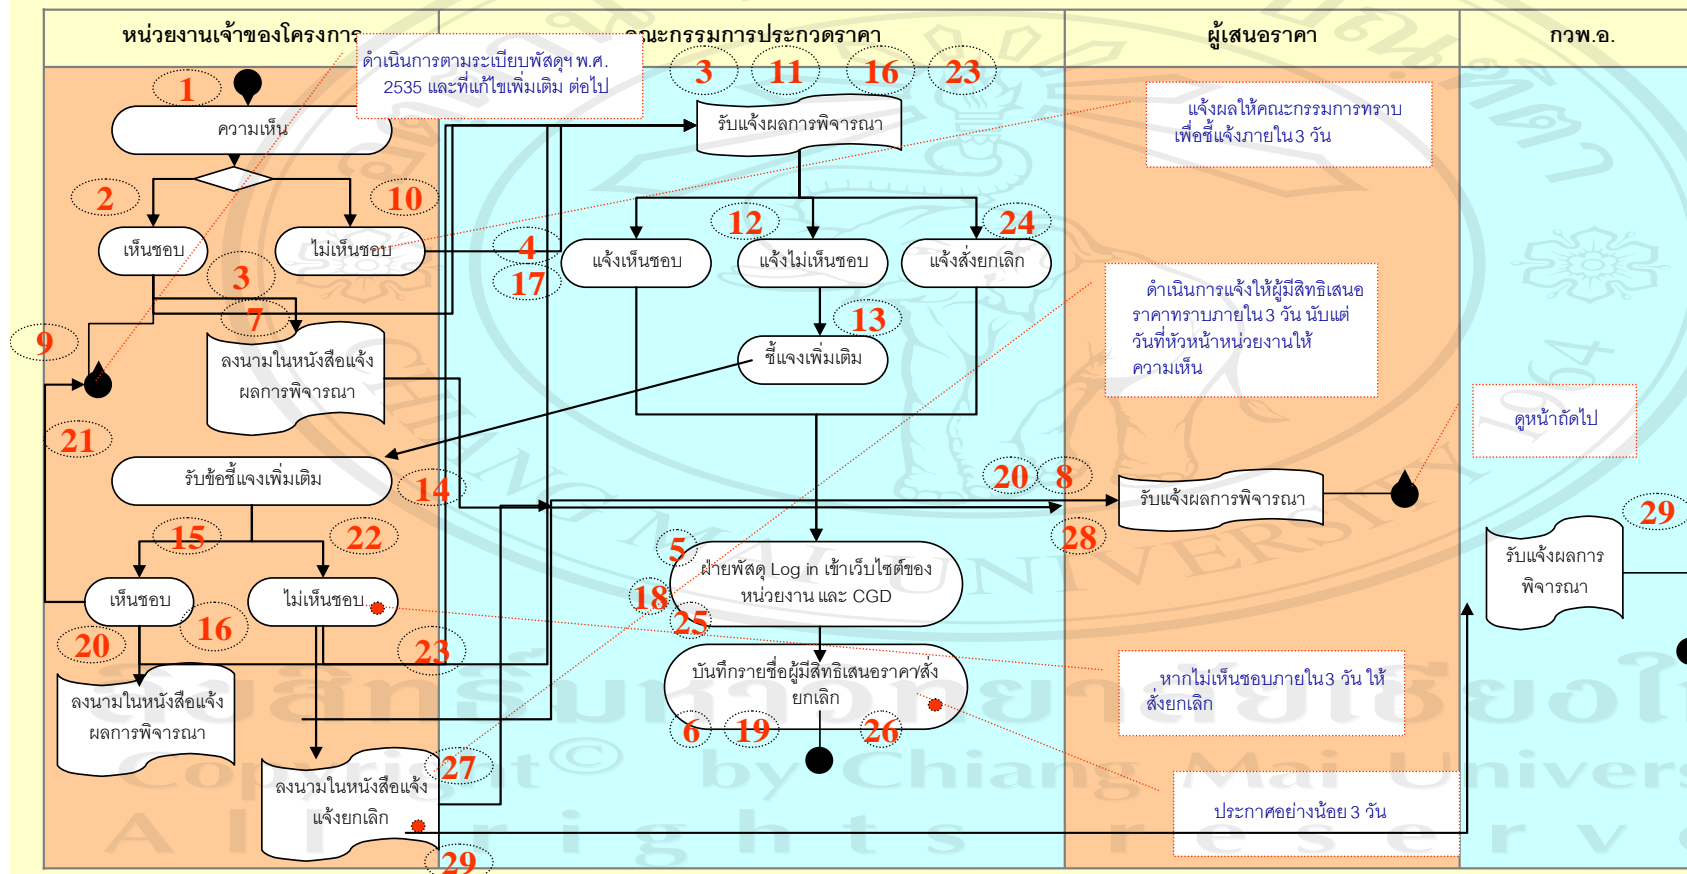 หน่วยงานเจ้าของโครงการ
คณะกรรมการประกวดราคา
ผู้เสนอราคา
กวพ.อ.
ดำเนินการตามระเบียบพัสดุฯ พ.ศ.
2535 และที่แก้ไขเพิ่มเติม ต่อไป
1
3
11
16
23
ความเห็น
รับแจ้งผลการพิจารณา
แจ้งผลให้คณะกรรมการทราบ
เพื่อชี้แจงภายใน 3 วัน
2
10
12
24
เห็นชอบ
ไม่เห็นชอบ
4
แจ้งเห็นชอบ
แจ้งไม่เห็นชอบ
แจ้งสั่งยกเลิก
3
17
ดำเนินการแจ้งให้ผู้มีสิทธิเสนอ
ราคาทราบภายใน 3 วัน นับแต่
วันที่หัวหน้าหน่วยงานให้
ความเห็น
9
7
13
ลงนามในหนังสือแจ้ง
ผลการพิจารณา
ชี้แจงเพิ่มเติม
ดูหน้าถัดไป
21
รับข้อชี้แจงเพิ่มเติม
14
20
8
รับแจ้งผลการพิจารณา
29
15
22
28
5
ฝ่ายพัสดุ Log in เข้าเว็บไซต์ของ
หน่วยงาน และ CGD
รับแจ้งผลการ
พิจารณา
เห็นชอบ
ไม่เห็นชอบ
18
25
20
16
23
บันทึกรายชื่อผู้มีสิทธิเสนอราคา/สั่ง
ยกเลิก
หากไม่เห็นชอบภายใน 3 วัน ให้
สั่งยกเลิก
ลงนามในหนังสือแจ้ง
ผลการพิจารณา
6
19
26
27
ลงนามในหนังสือแจ้ง
แจ้งยกเลิก
ประกาศอย่างน้อย 3 วัน
29
CHIANG MAI UNIVERSITY 1964
Copyright© by Chiang Mai Univers
All rights reserv